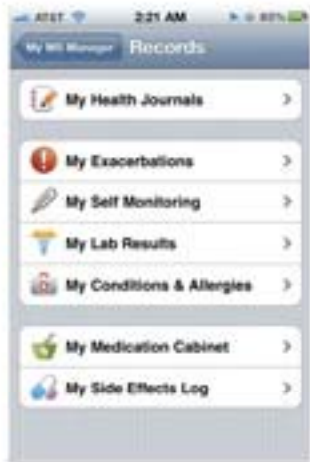 AT&T 2:21 AM 80%
My MS Manager Records
My Health Journals
My Exacerbations
My Self Monitoring
My Lab Results
My Conditions & Allergies
My Medication Cabinet
My Side Effects Log